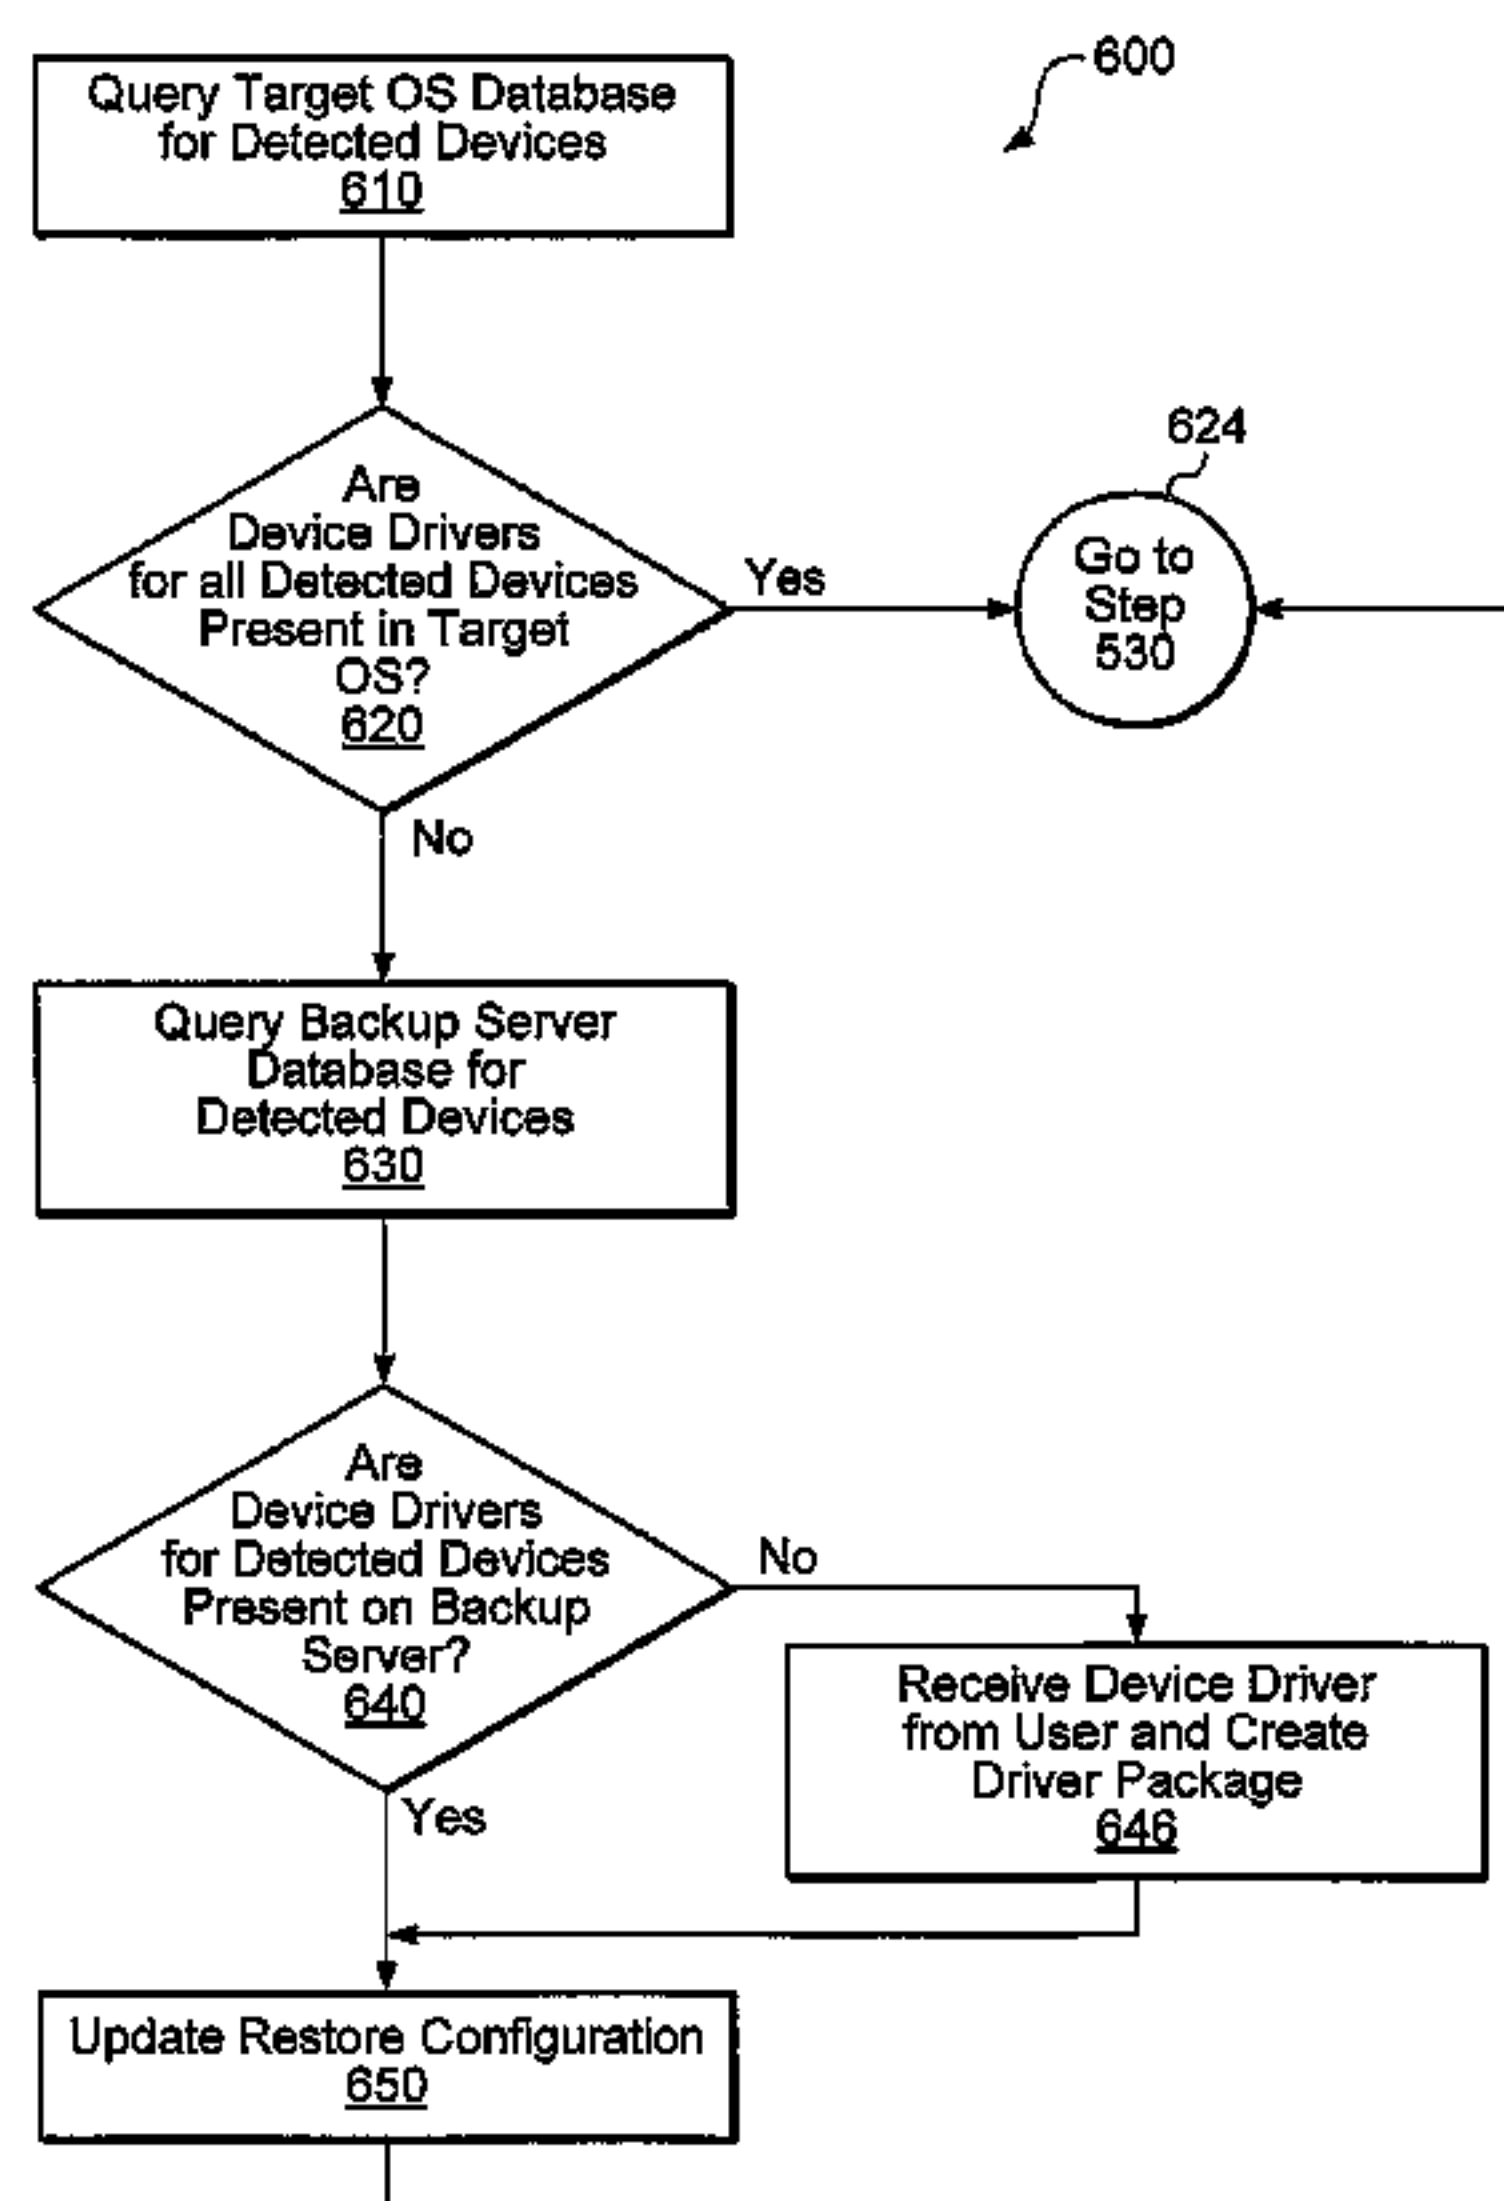 600
Query Target OS Database
for Detected Devices
610
Are
Device Drivers
for all Detected Devices
Present in Target
OS?
620
Yes
624
Go to
Step
530
No
Query Backup Server
Database for
Detected Devices
630
Are
Device Drivers
for Detected Devices
Present on Backup
Server?
640
No
Receive Device Driver
from User and Create
Driver Package
646
Yes
Update Restore Configuration
650